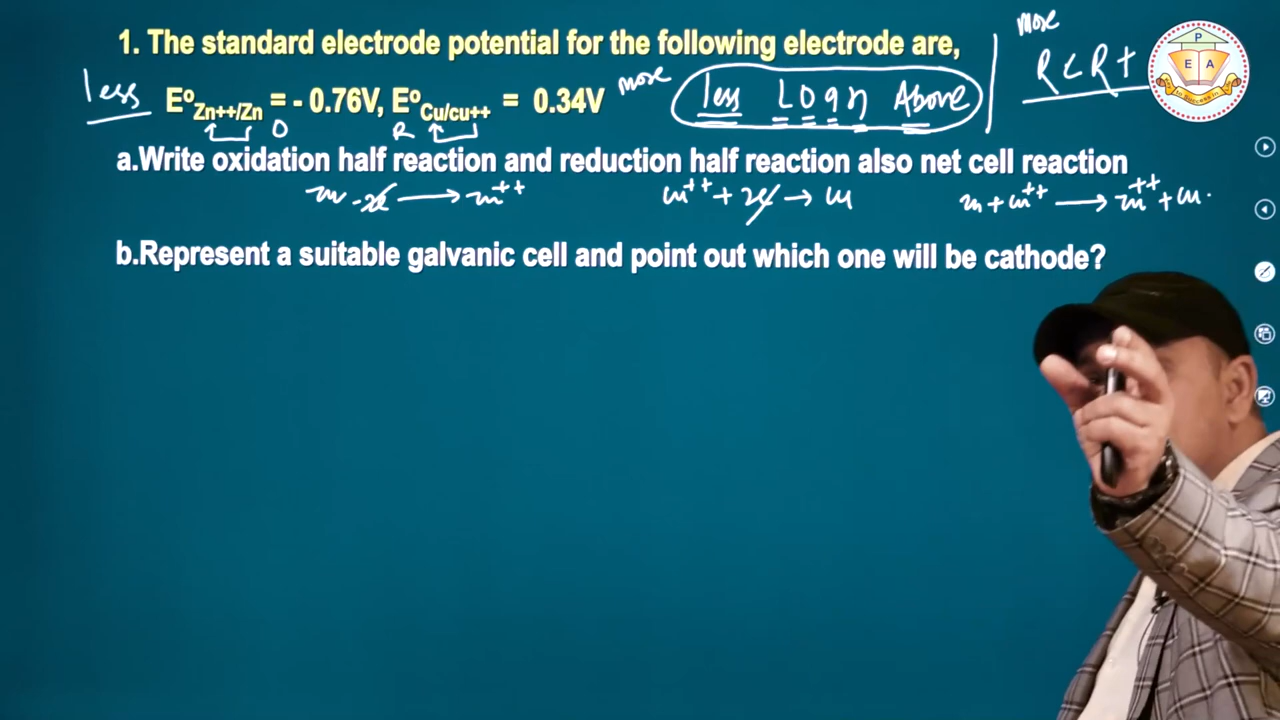 1. The standard electrode potential for the following electrode are,
more
R < R +
P
E A
less Eº Zn++/Zn = - 0.76V, Eº Cu/cu++ = 0.34V more
less LOan Above
O R
a.Write oxidation half reaction and reduction half reaction also net cell reaction
b.Represent a suitable galvanic cell and point out which one will be cathode?